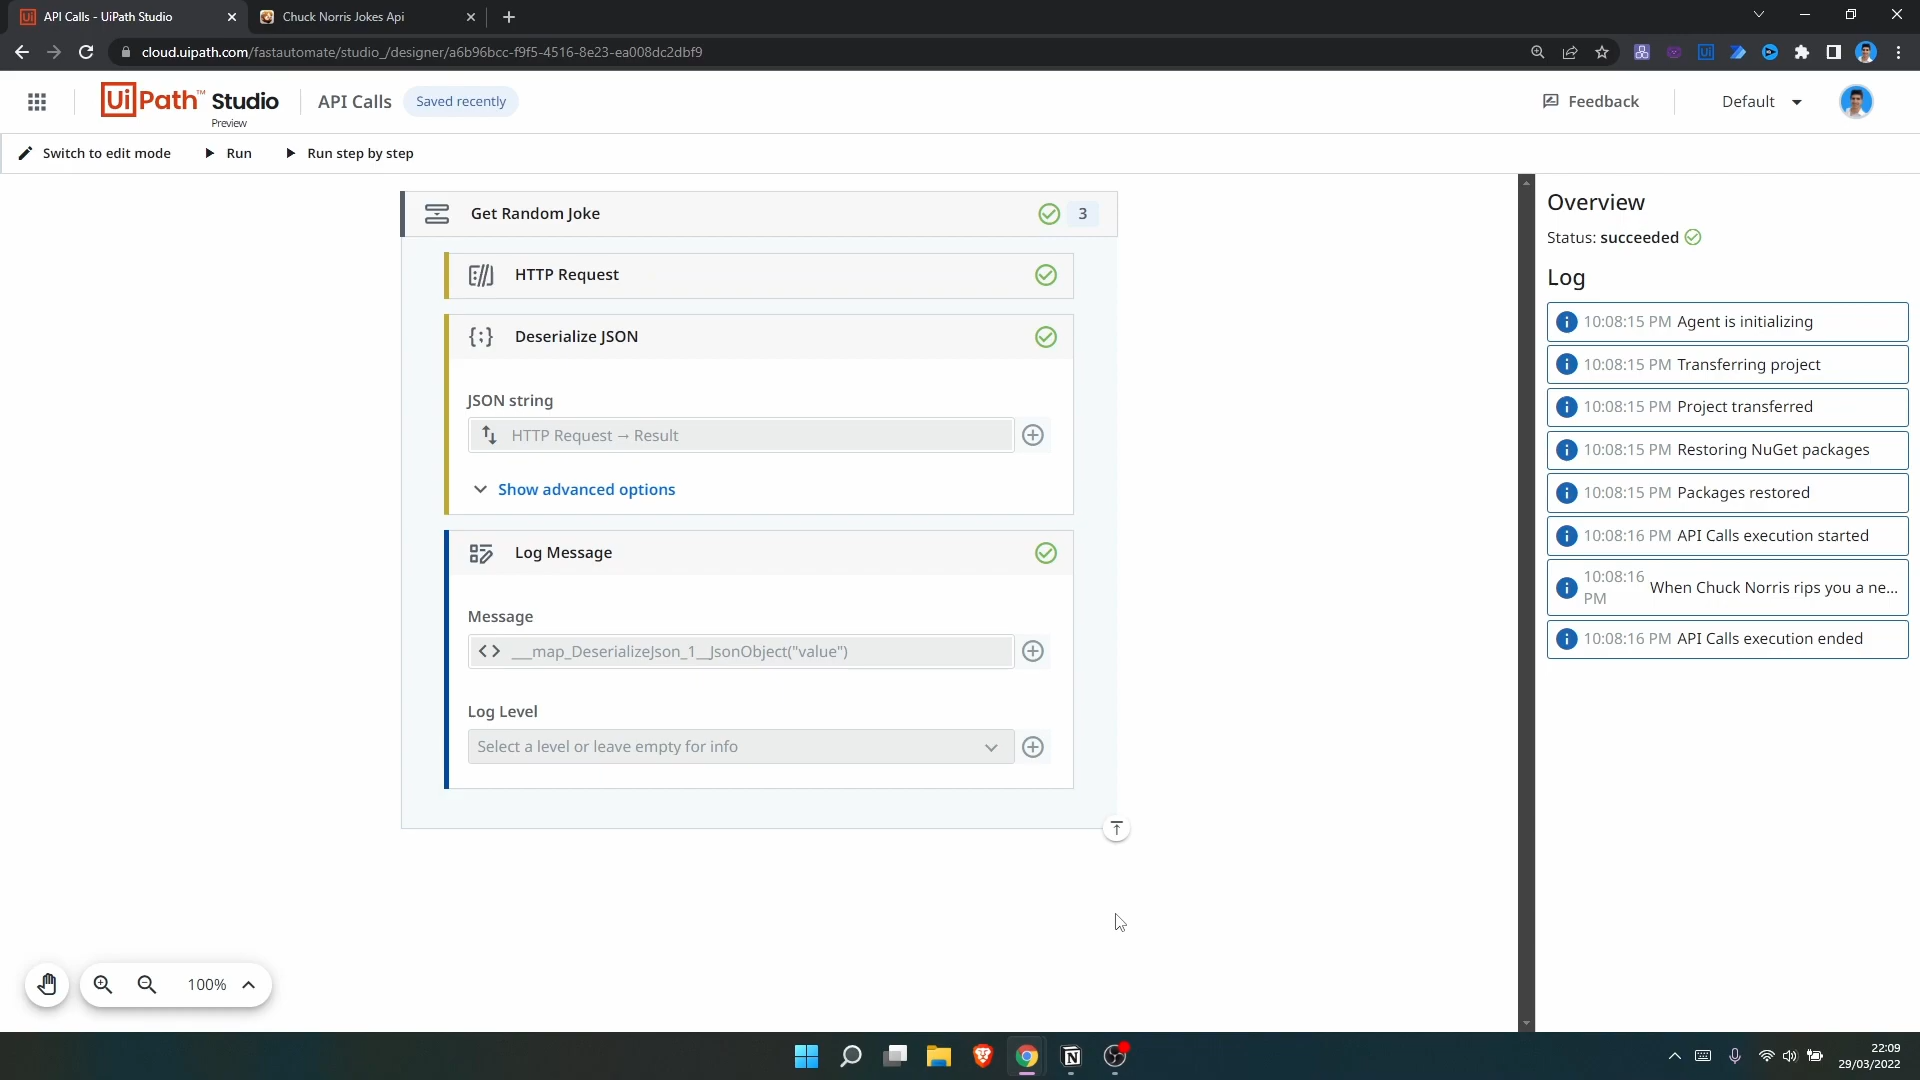 API Calls - UiPath Studio
Chuck Norris Jokes Api
cloud.uipath.com/fastautomate/studio_/designer/a6b96bcc-f9f5-4516-8e23-ea008dc2dbf9
UiPath™ Studio
Preview
API Calls
Saved recently
Feedback
Default
Switch to edit mode
Run
Run step by step
Get Random Joke
3
HTTP Request
Deserialize JSON
JSON string
HTTP Request → Result
Show advanced options
Log Message
Message
___map_DeserializeJson_1__JsonObject("value")
Log Level
Select a level or leave empty for info
100%
Overview
Status: succeeded
Log
10:08:15 PM Agent is initializing
10:08:15 PM Transferring project
10:08:15 PM Project transferred
10:08:15 PM Restoring NuGet packages
10:08:15 PM Packages restored
10:08:16 PM API Calls execution started
10:08:16 PM When Chuck Norris rips you a ne...
10:08:16 PM API Calls execution ended
22:09
29/03/2022